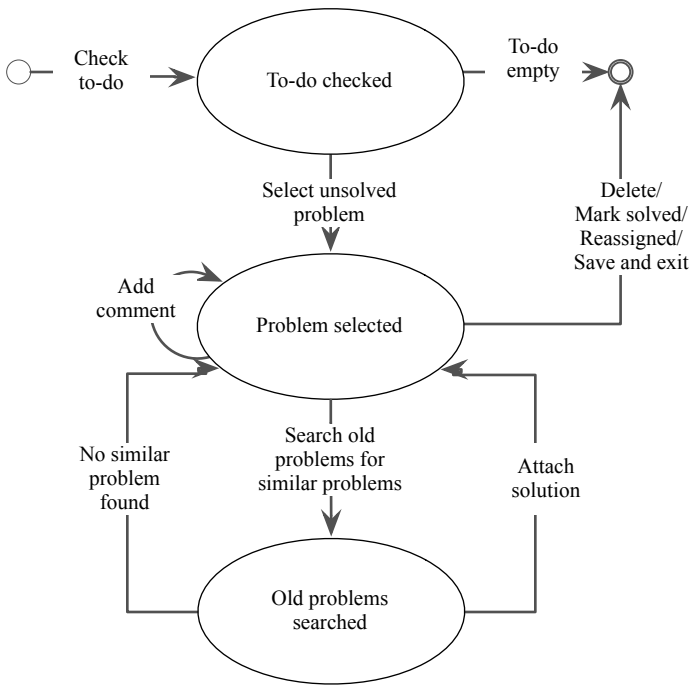 Check
to-do
To-do checked
To-do
empty
Select unsolved
problem
Delete/
Mark solved/
Reassigned/
Save and exit
Add
comment
Problem selected
No similar
problem
found
Search old
problems for
similar problems
Attach
solution
Old problems
searched